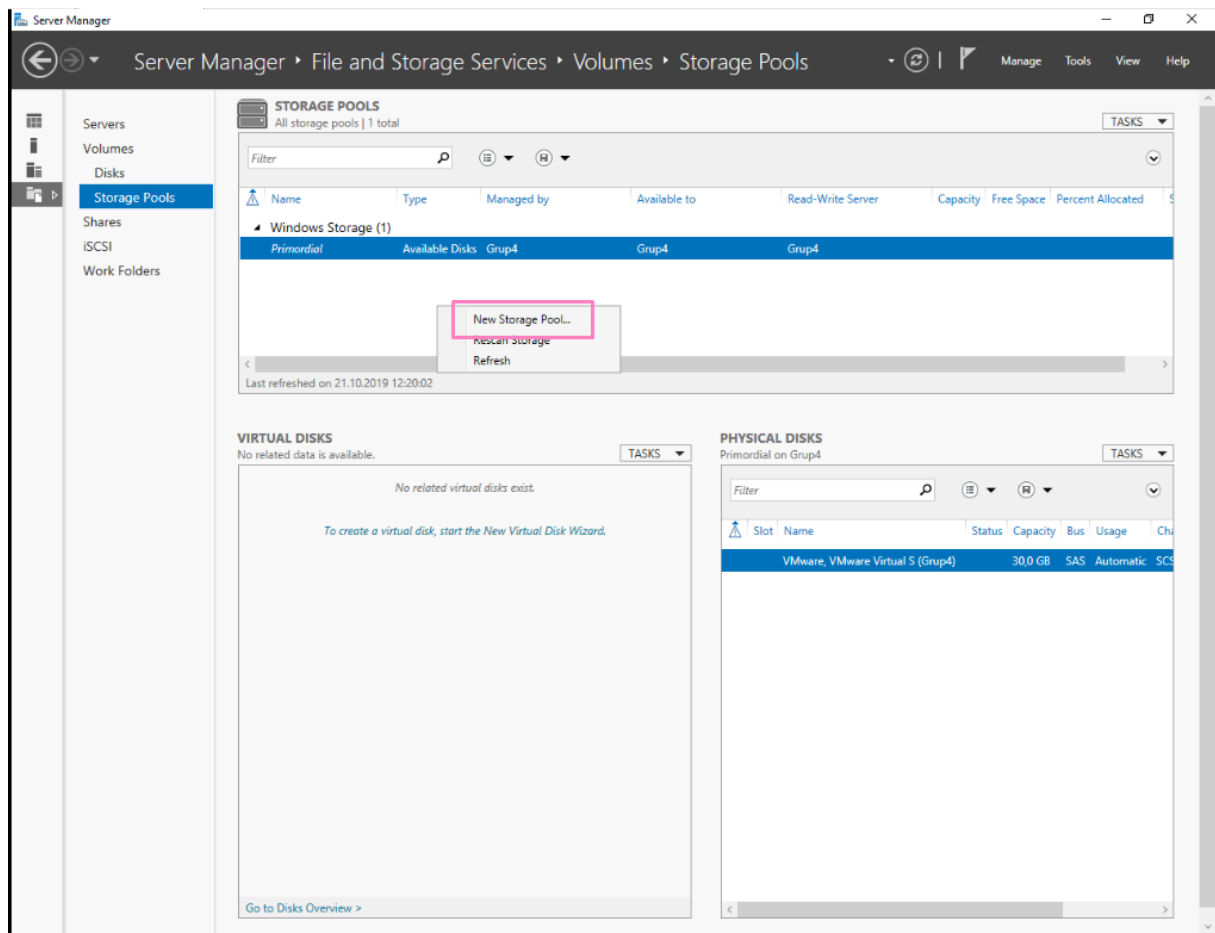 Server Manager
Server Manager ‣ File and Storage Services ‣ Volumes ‣ Storage Pools
Manage Tools View Help
Servers
Volumes
Disks
Storage Pools
Shares
iSCSI
Work Folders
STORAGE POOLS
All storage pools | 1 total
TASKS
Filter
Name Type Managed by Available to Read-Write Server Capacity Free Space Percent Allocated S
Windows Storage (1)
Primordial Available Disks Grup4 Grup4 Grup4
New Storage Pool...
Rescan Storage
Refresh
Last refreshed on 21.10.2019 12:20:02
VIRTUAL DISKS
No related data is available.
TASKS
No related virtual disks exist.
To create a virtual disk, start the New Virtual Disk Wizard.
Go to Disks Overview >
PHYSICAL DISKS
Primordial on Grup4
TASKS
Filter
Slot Name Status Capacity Bus Usage Cha
VMware, VMware Virtual S (Grup4) 30,0 GB SAS Automatic SCS